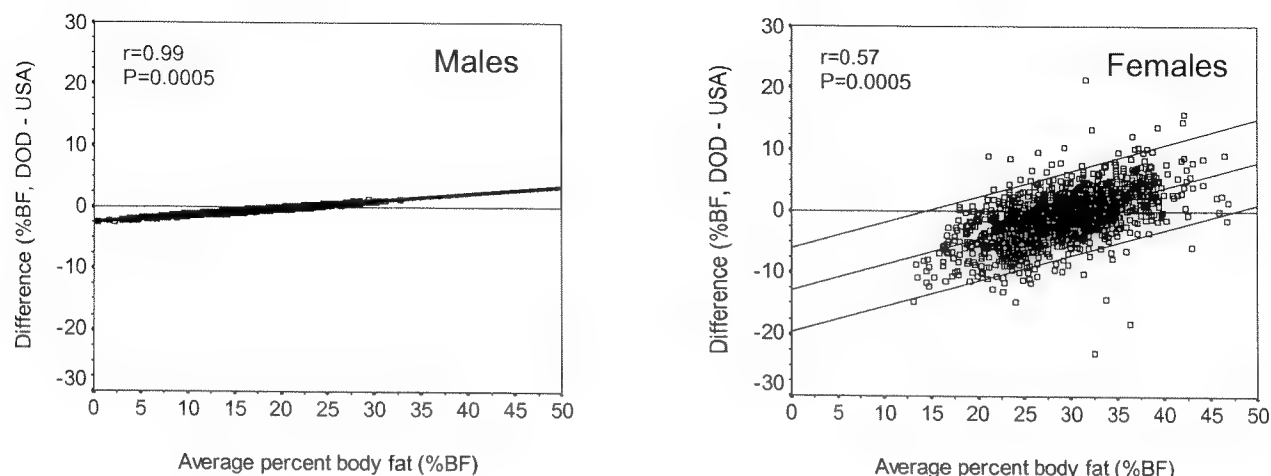 Difference (%BF, DOD - USA)
30
20
10
0
-10
-20
-30
r=0.99
P=0.0005
Males
0 5 10 15 20 25 30 35 40 45 50
Average percent body fat (%BF)
Difference (%BF, DOD - USA)
30
20
10
0
-10
-20
-30
r=0.57
P=0.0005
Females
0 5 10 15 20 25 30 35 40 45 50
Average percent body fat (%BF)